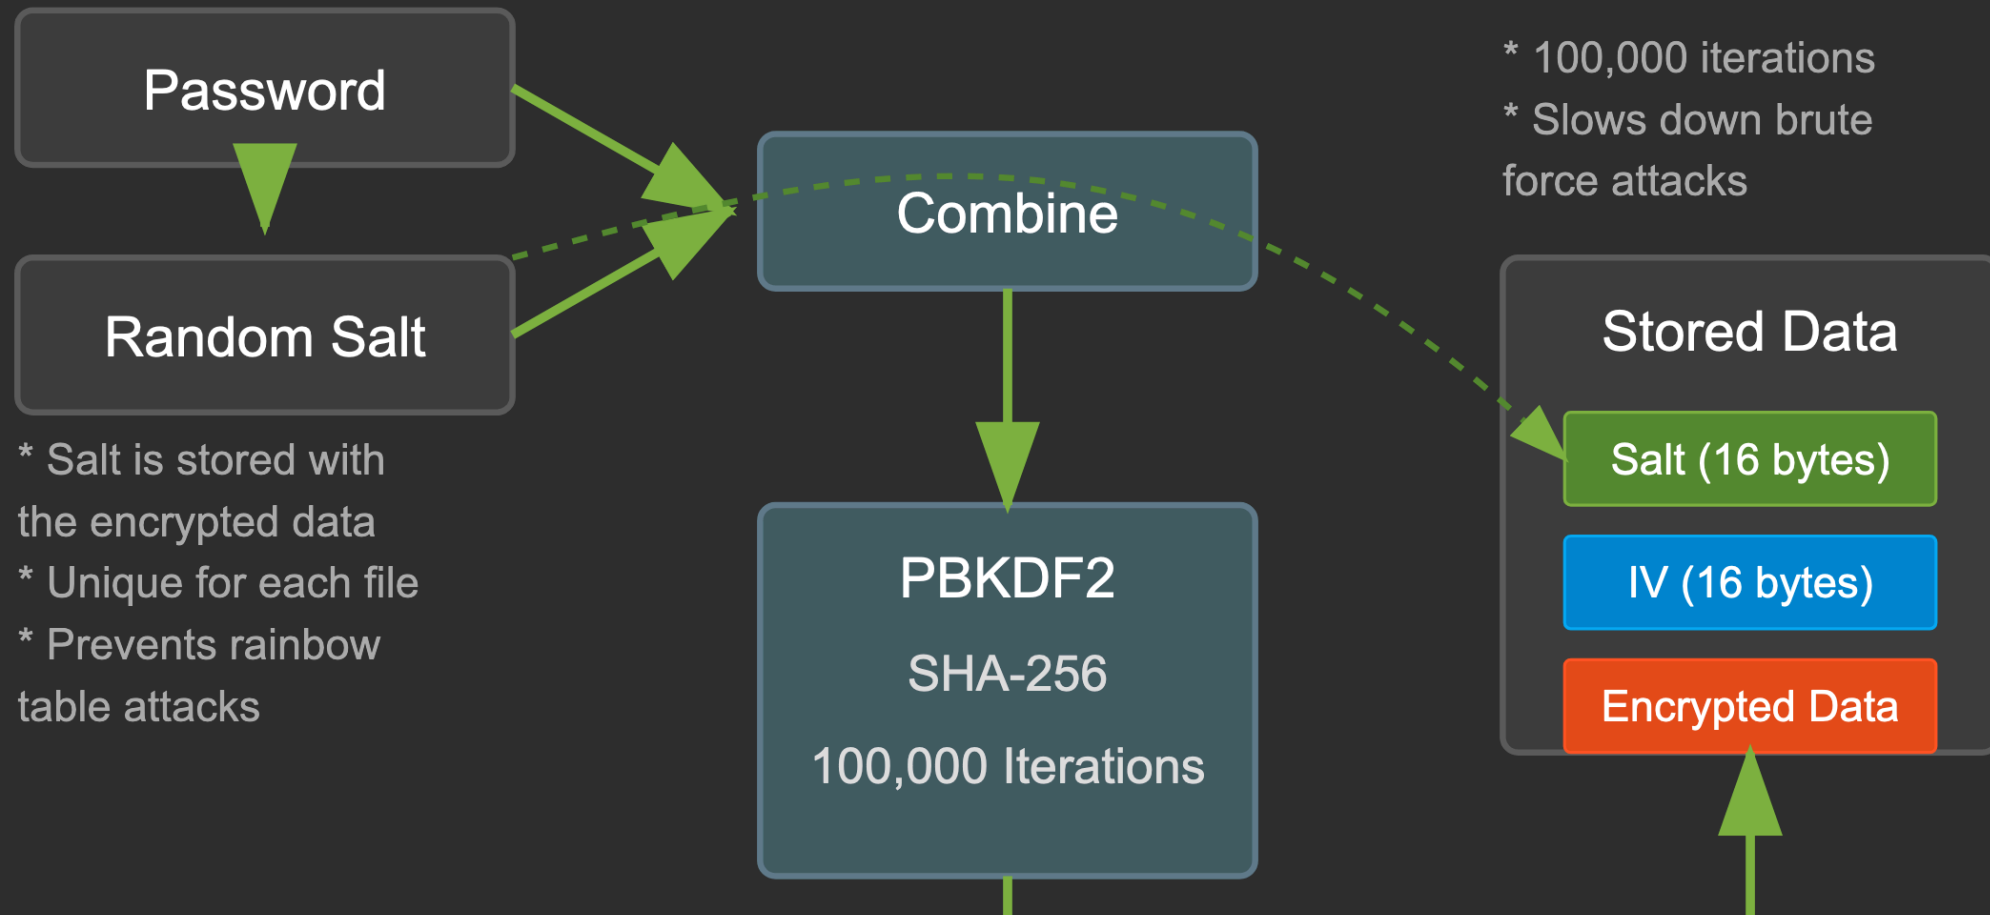 Password
Random Salt
* Salt is stored with
the encrypted data
* Unique for each file
* Prevents rainbow
table attacks
Combine
PBKDF2
SHA-256
100,000 Iterations
* 100,000 iterations
* Slows down brute
force attacks
Stored Data
Salt (16 bytes)
IV (16 bytes)
Encrypted Data